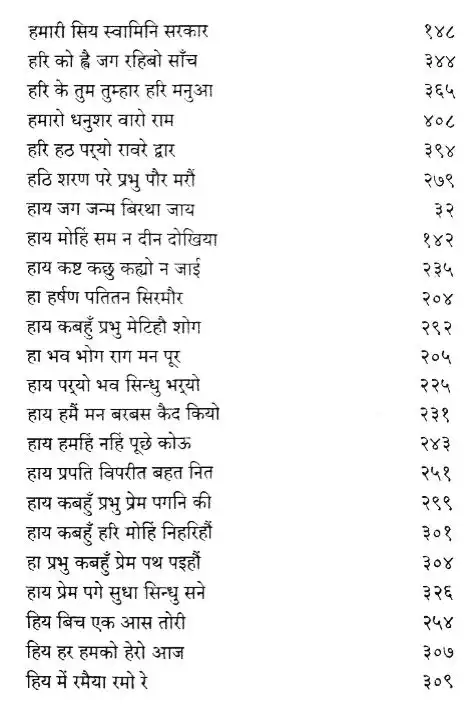 हमारी सिय स्वामिनि सरकार १४८
हरि को ह्वै जग रहिबो साँच ३४४
हरि के तुम तुम्हार हरि मनुआ ३६५
हमारो धनुशर वारो राम ४०८
हरि हठ पर्‌यो रावरे द्वार ३९४
हठि शरण परे प्रभु पौर मरौं २७९
हाय जग जन्म बिरथा जाय ३२
हाय मोहिं सम न दीन दोखिया १४२
हाय कष्ट कछु कह्यो न जाई २३५
हा हर्षण पतितन सिरमौर २०४
हाय कबहुँ प्रभु मेटिहौ शोग २९२
हा भव भोग राग मन पूर २०५
हाय पर्‌यो भव सिन्धु भर्‌यो २२५
हाय हमैं मन बरबस कैद कियो २३१
हाय हमहिं नहिं पूछे कोऊ २४३
हाय प्रपति विपरीत बहत नित २५१
हाय कबहुँ प्रभु प्रेम पगनि की २९९
हाय कबहुँ हरि मोहिं निहरिहौं ३०१
हा प्रभु कबहुँ प्रेम पथ पइहौं ३०४
हाय प्रेम पगे सुधा सिन्धु सने ३२६
हिय बिच एक आस तोरी २५४
हिय हर हमको हेरो आज ३०७
हिय में रमैया रमो रे ३०९